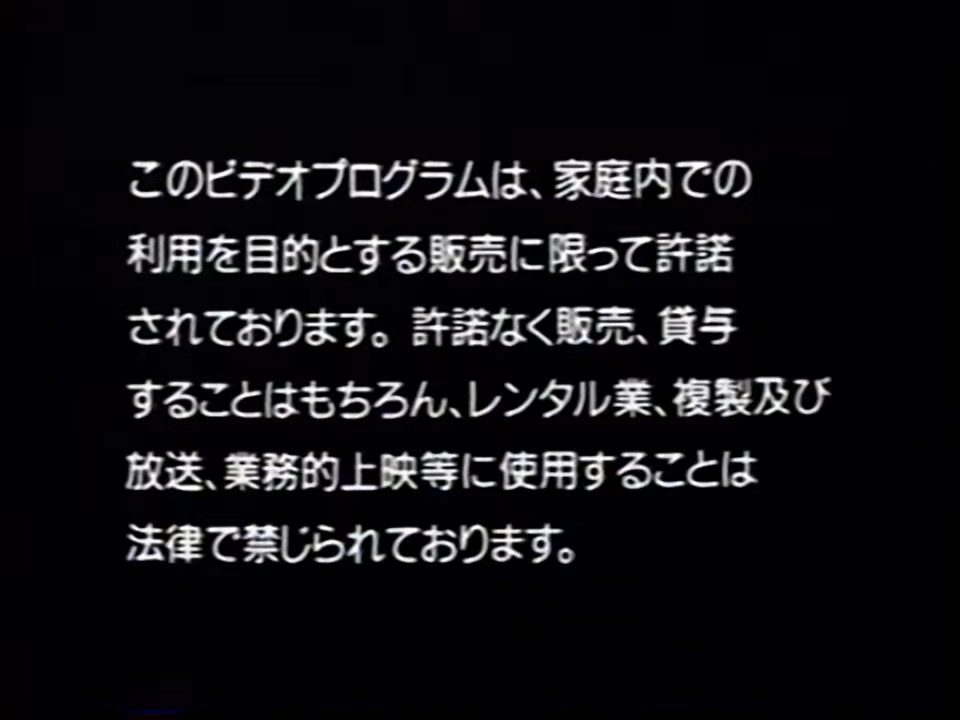 このビデオプログラムは、家庭内での
利用を目的とする販売に限って許諾
されております。許諾なく販売、貸与
することはもちろん、レンタル業、複製及び
放送、業務的上映等に使用することは
法律で禁じられております。